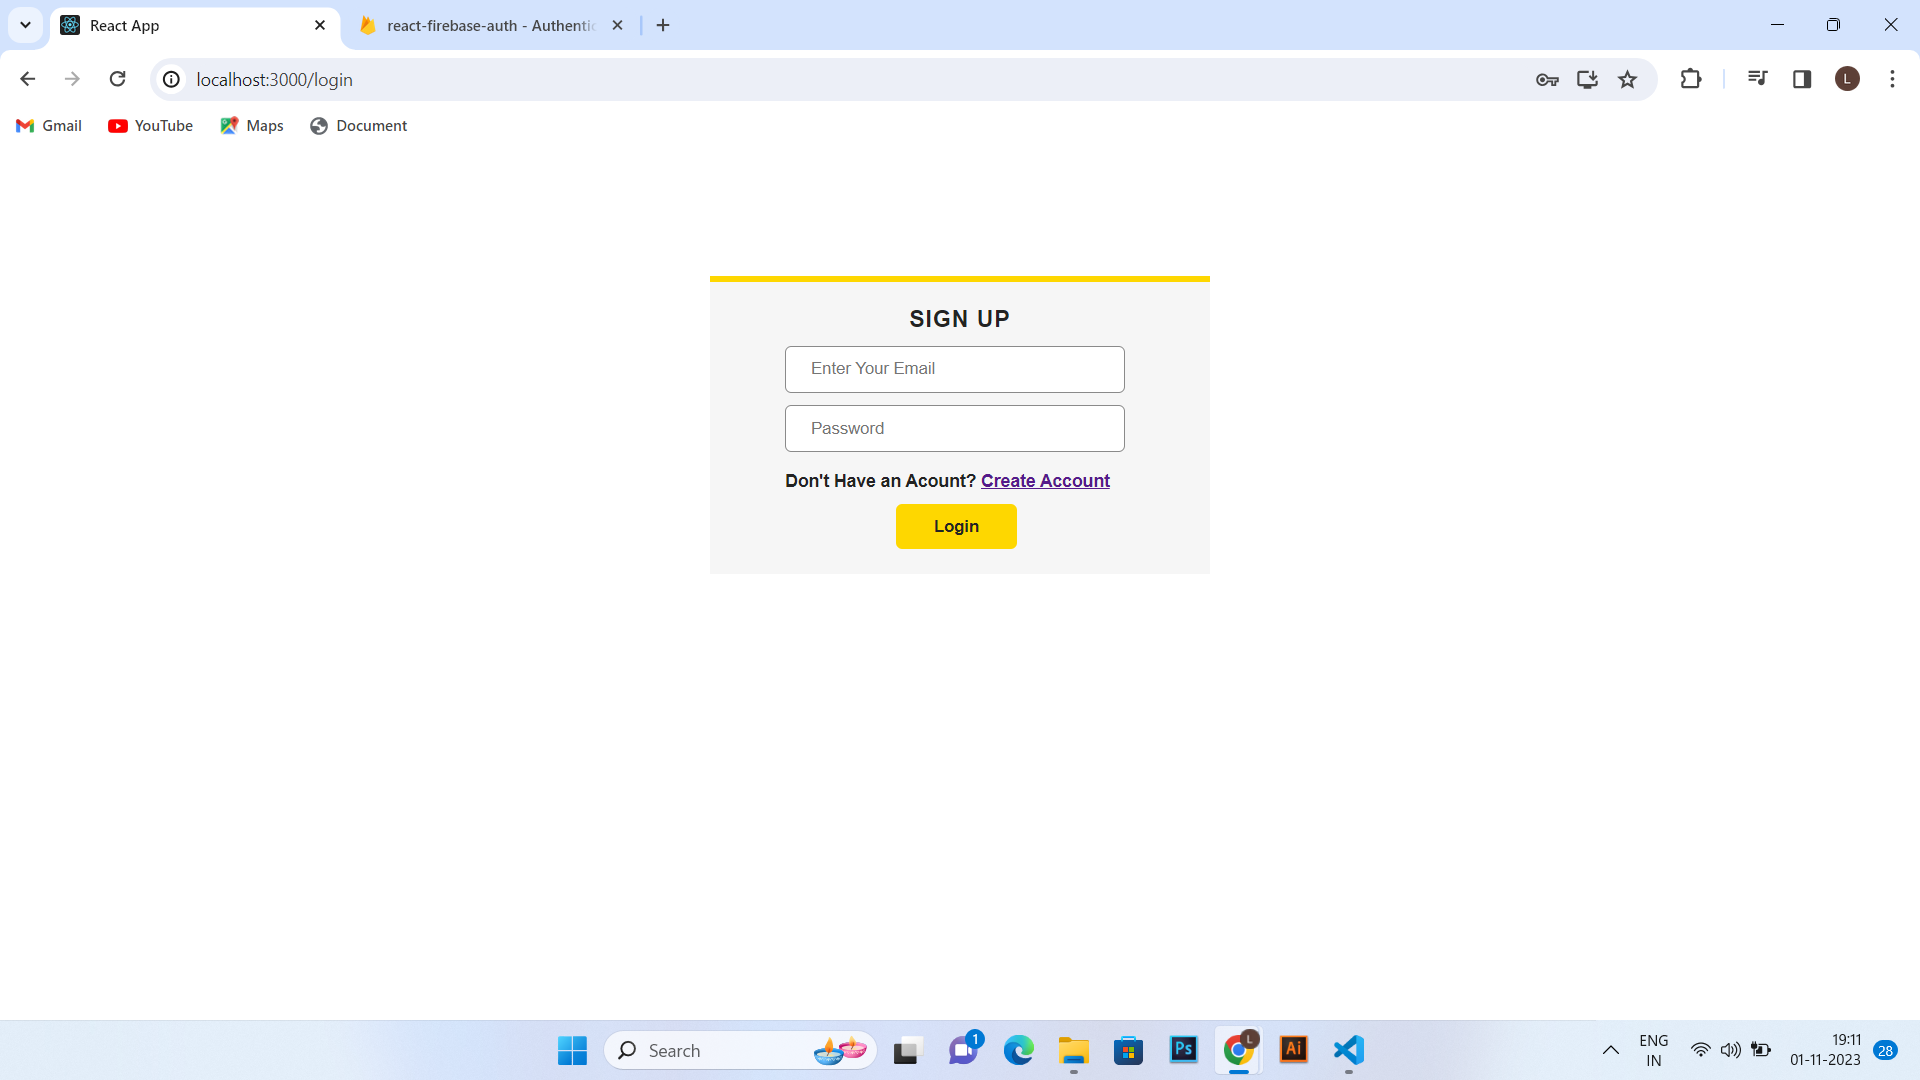 React App
react-firebase-auth - Authentic
localhost:3000/login
L
Gmail
YouTube
Maps
Document
SIGN UP
Enter Your Email
Password
Don't Have an Acount? Create Account
Login
Search
1
Ps
L
Ai
ENG
IN
19:11
01-11-2023
28